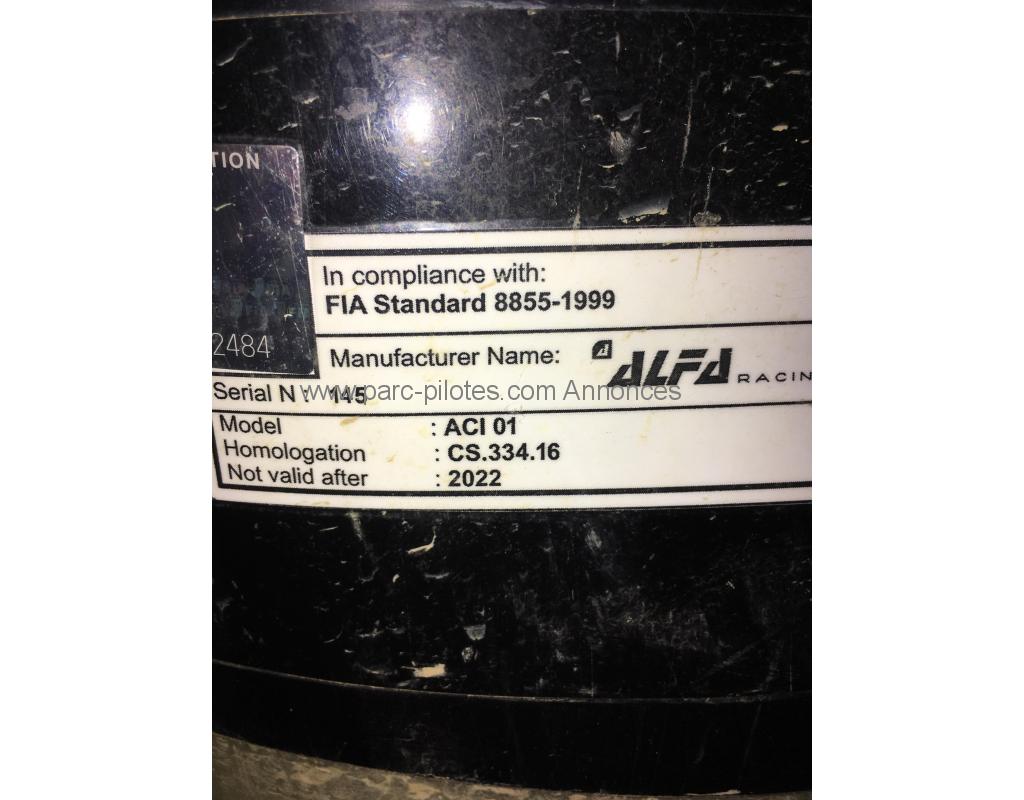 TION
In compliance with:
FIA Standard 8855-1999
2484
Manufacturer Name: ALFA RACIN
Serial N : 145
www.parc-pilotes.com Annonces
Model : ACI 01
Homologation : CS.334.16
Not valid after : 2022